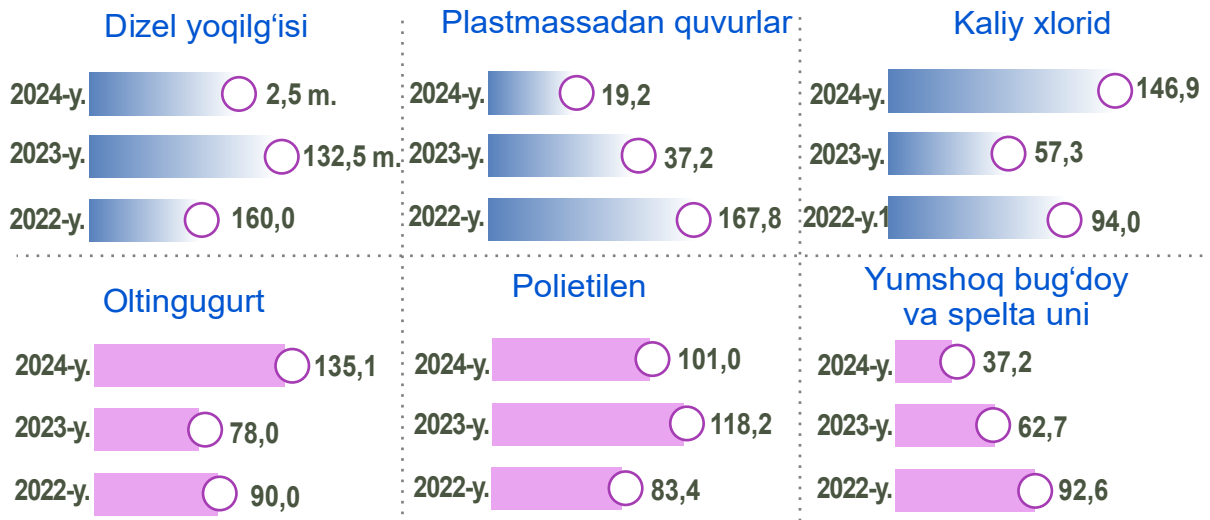 Dizel yoqilg‘isi
2024-y. 2,5 m.
2023-y. 132,5 m.
2022-y. 160,0
Plastmassadan quvurlar
2024-y. 19,2
2023-y. 37,2
2022-y. 167,8
Kaliy xlorid
2024-y. 146,9
2023-y. 57,3
2022-y.1 94,0
Oltingugurt
2024-y. 135,1
2023-y. 78,0
2022-y. 90,0
Polietilen
2024-y. 101,0
2023-y. 118,2
2022-y. 83,4
Yumshoq bug‘doy
va spelta uni
2024-y. 37,2
2023-y. 62,7
2022-y. 92,6